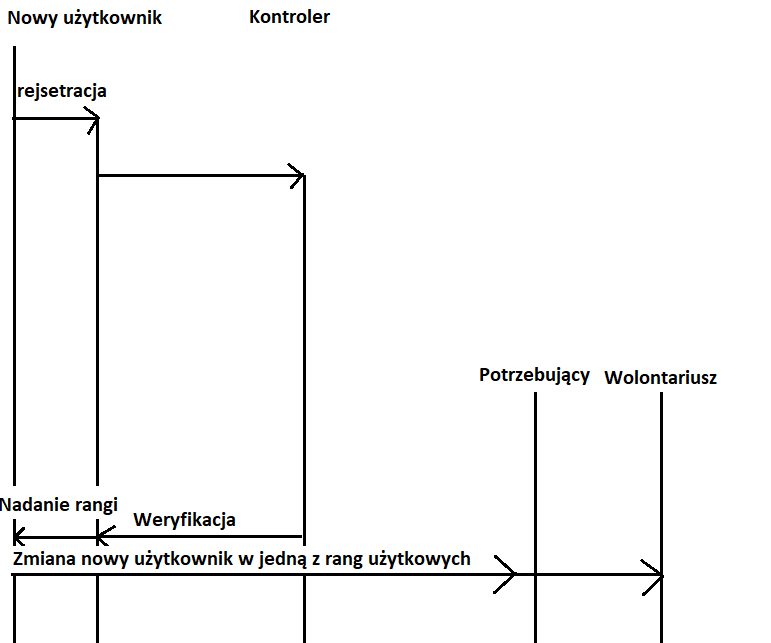 Nowy użytkownik
Kontroler
rejsetracja
Potrzebujący
Wolontariusz
Nadanie rangi
Weryfikacja
Zmiana nowy użytkownik w jedną z rang użytkowych